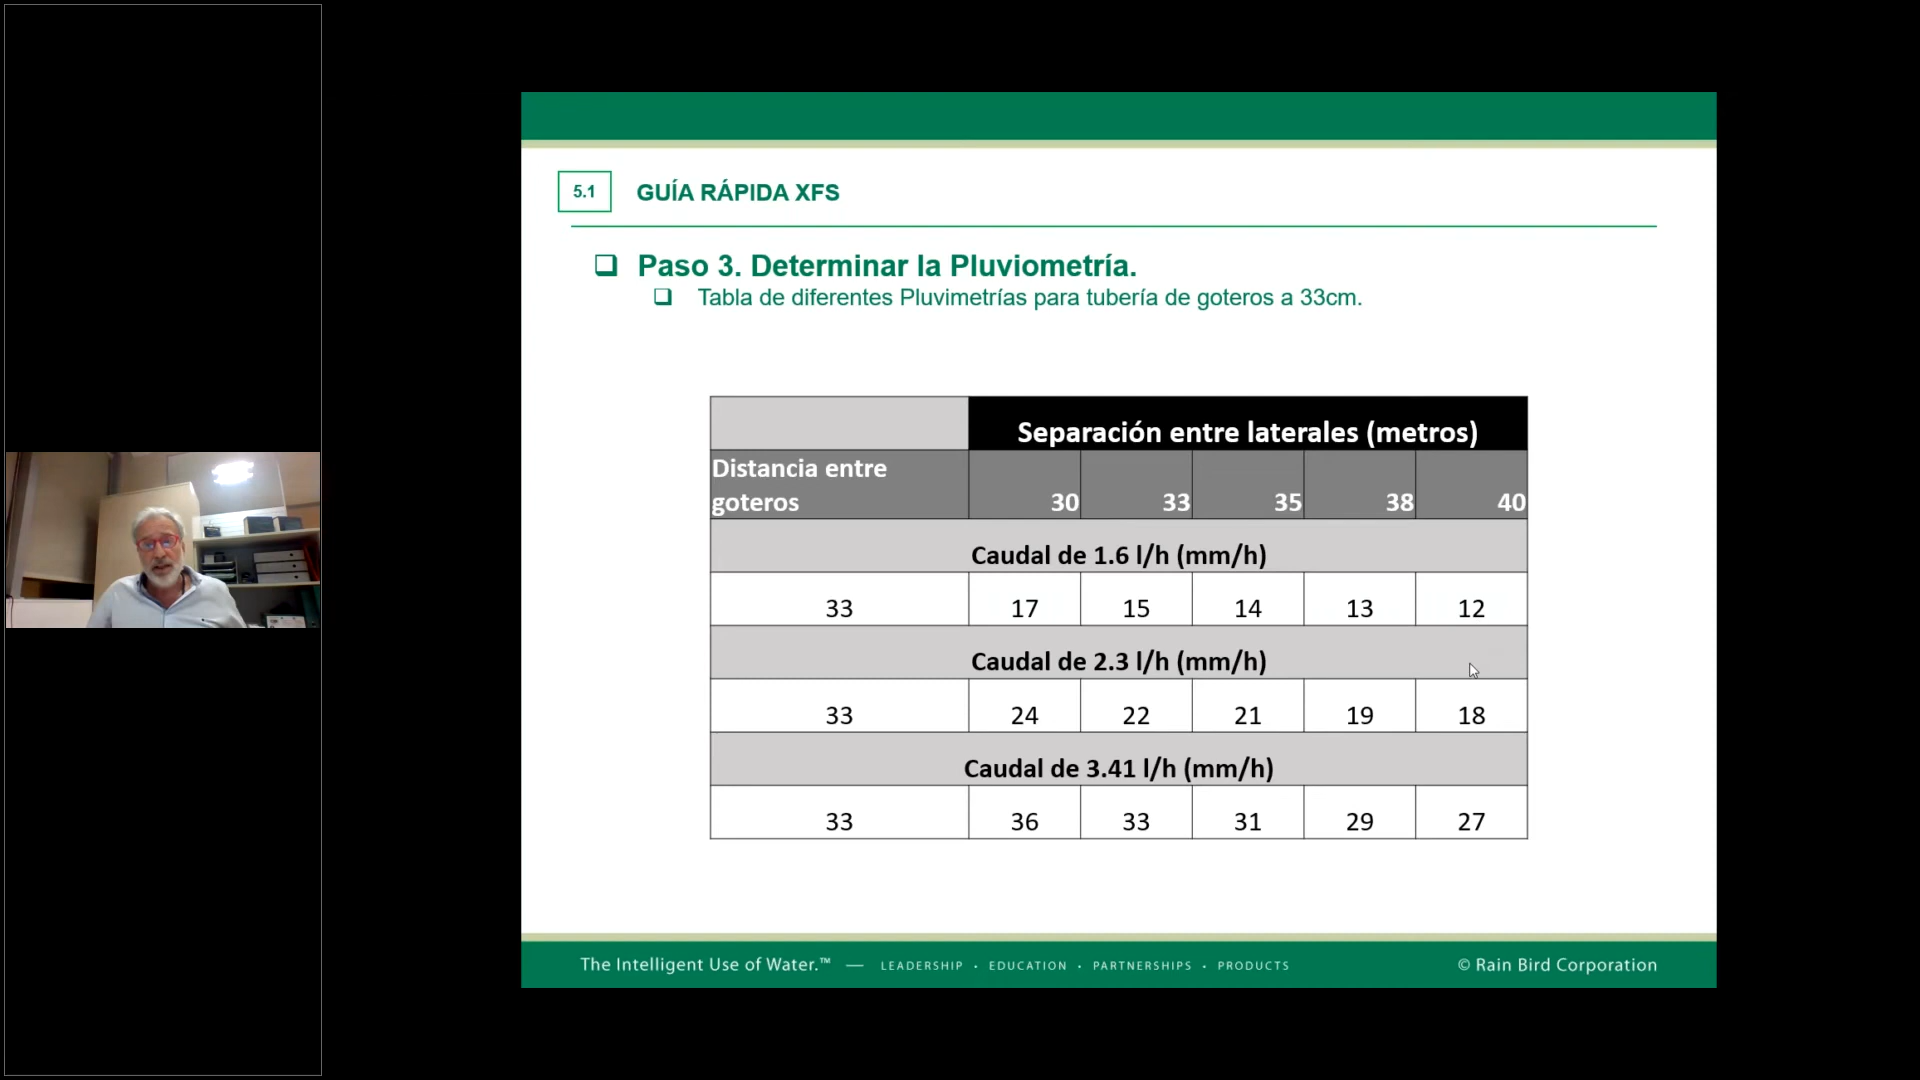 5.1
GUÍA RÁPIDA XFS
Paso 3. Determinar la Pluviometría.
Tabla de diferentes Pluvimetrías para tubería de goteros a 33cm.
Separación entre laterales (metros)
Distancia entre
goteros
30 33 35 38 40
Caudal de 1.6 l/h (mm/h)
33 17 15 14 13 12
Caudal de 2.3 l/h (mm/h)
33 24 22 21 19 18
Caudal de 3.41 l/h (mm/h)
33 36 33 31 29 27
The Intelligent Use of Water.™ — LEADERSHIP • EDUCATION • PARTNERSHIPS • PRODUCTS
© Rain Bird Corporation